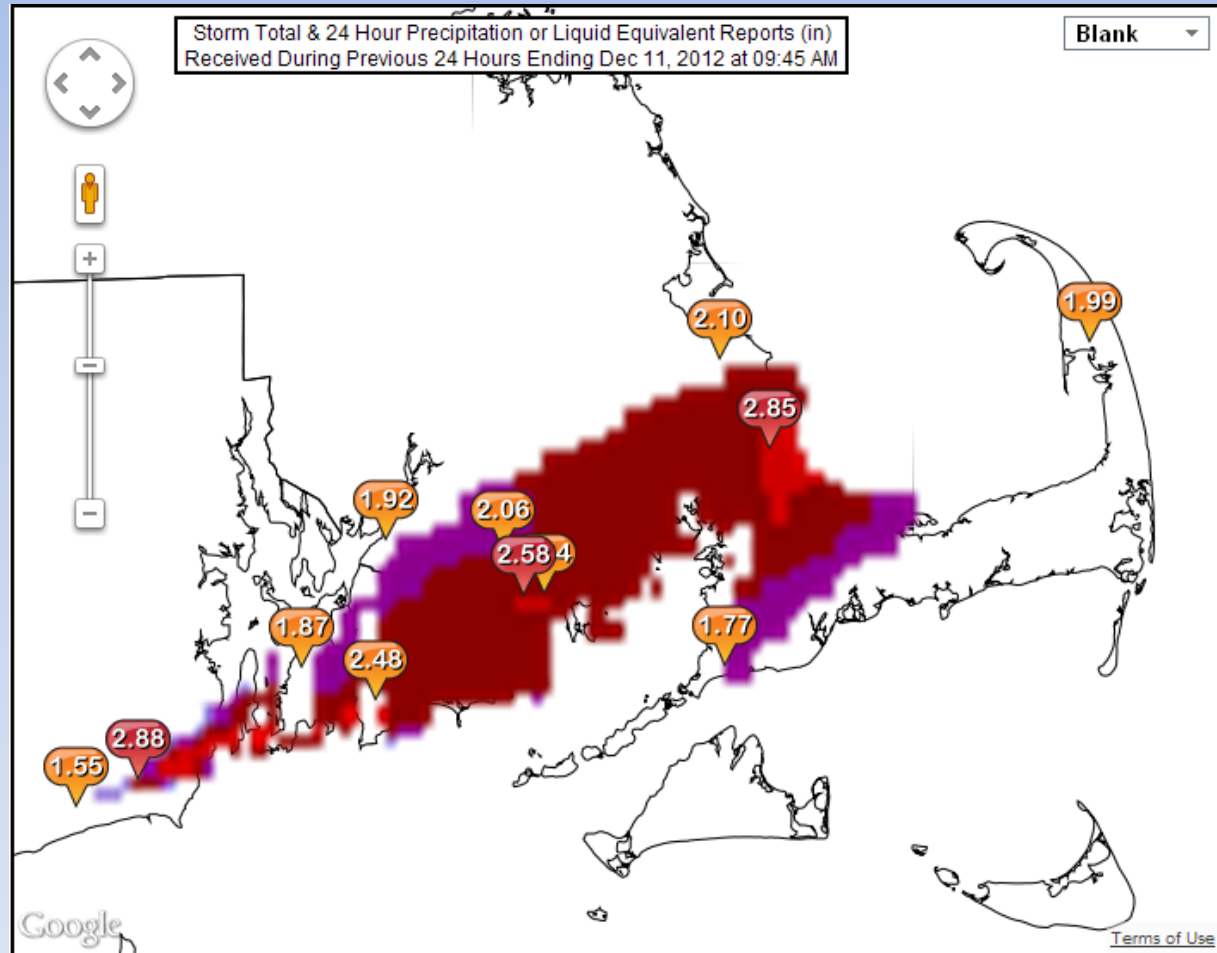 Storm Total & 24 Hour Precipitation or Liquid Equivalent Reports (in)
Received During Previous 24 Hours Ending Dec 11, 2012 at 09:45 AM
Blank
1.99
2.10
2.85
1.92
2.06
2.58
4
1.87
1.77
2.48
2.88
1.55
Google
Terms of Use